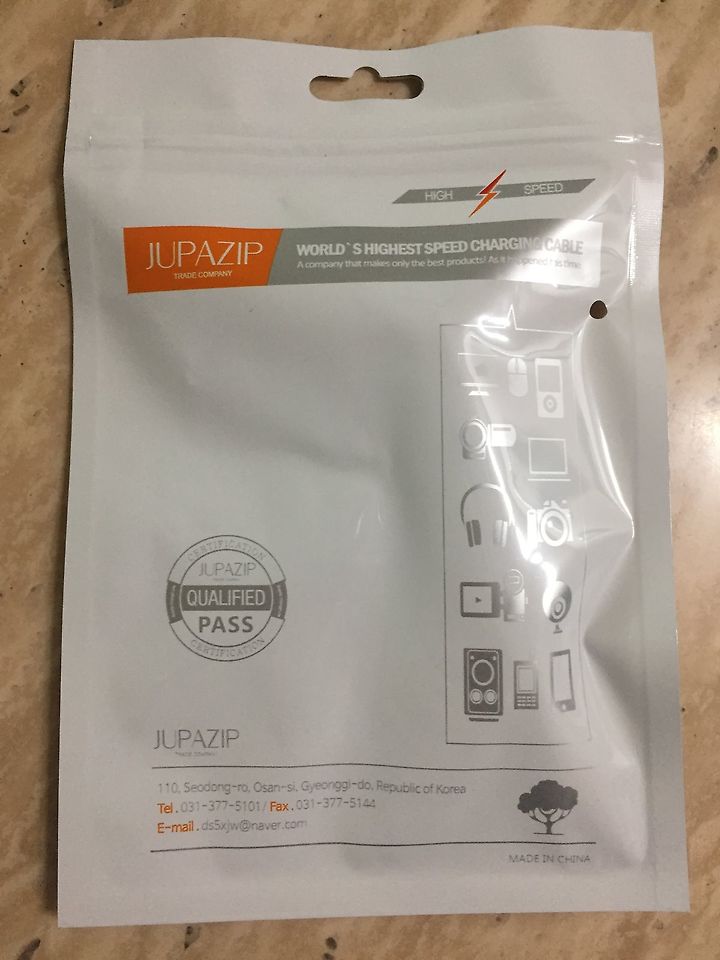 HIGH SPEED
JUPAZIP
TRADE COMPANY
WORLD`S HIGHEST SPEED CHARGING CABLE
A company that makes only the best products! As it happened this time
CERTIFICATION
JUPAZIP
QUALIFIED
PASS
CERTIFICATION
JUPAZIP
TRADE COMPANY
110, Seodong-ro, Osan-si, Gyeonggi-do, Republic of Korea
Tel . 031-377-5101 / Fax . 031-377-5144
E-mail . ds5xjw@naver.com
MADE IN CHINA